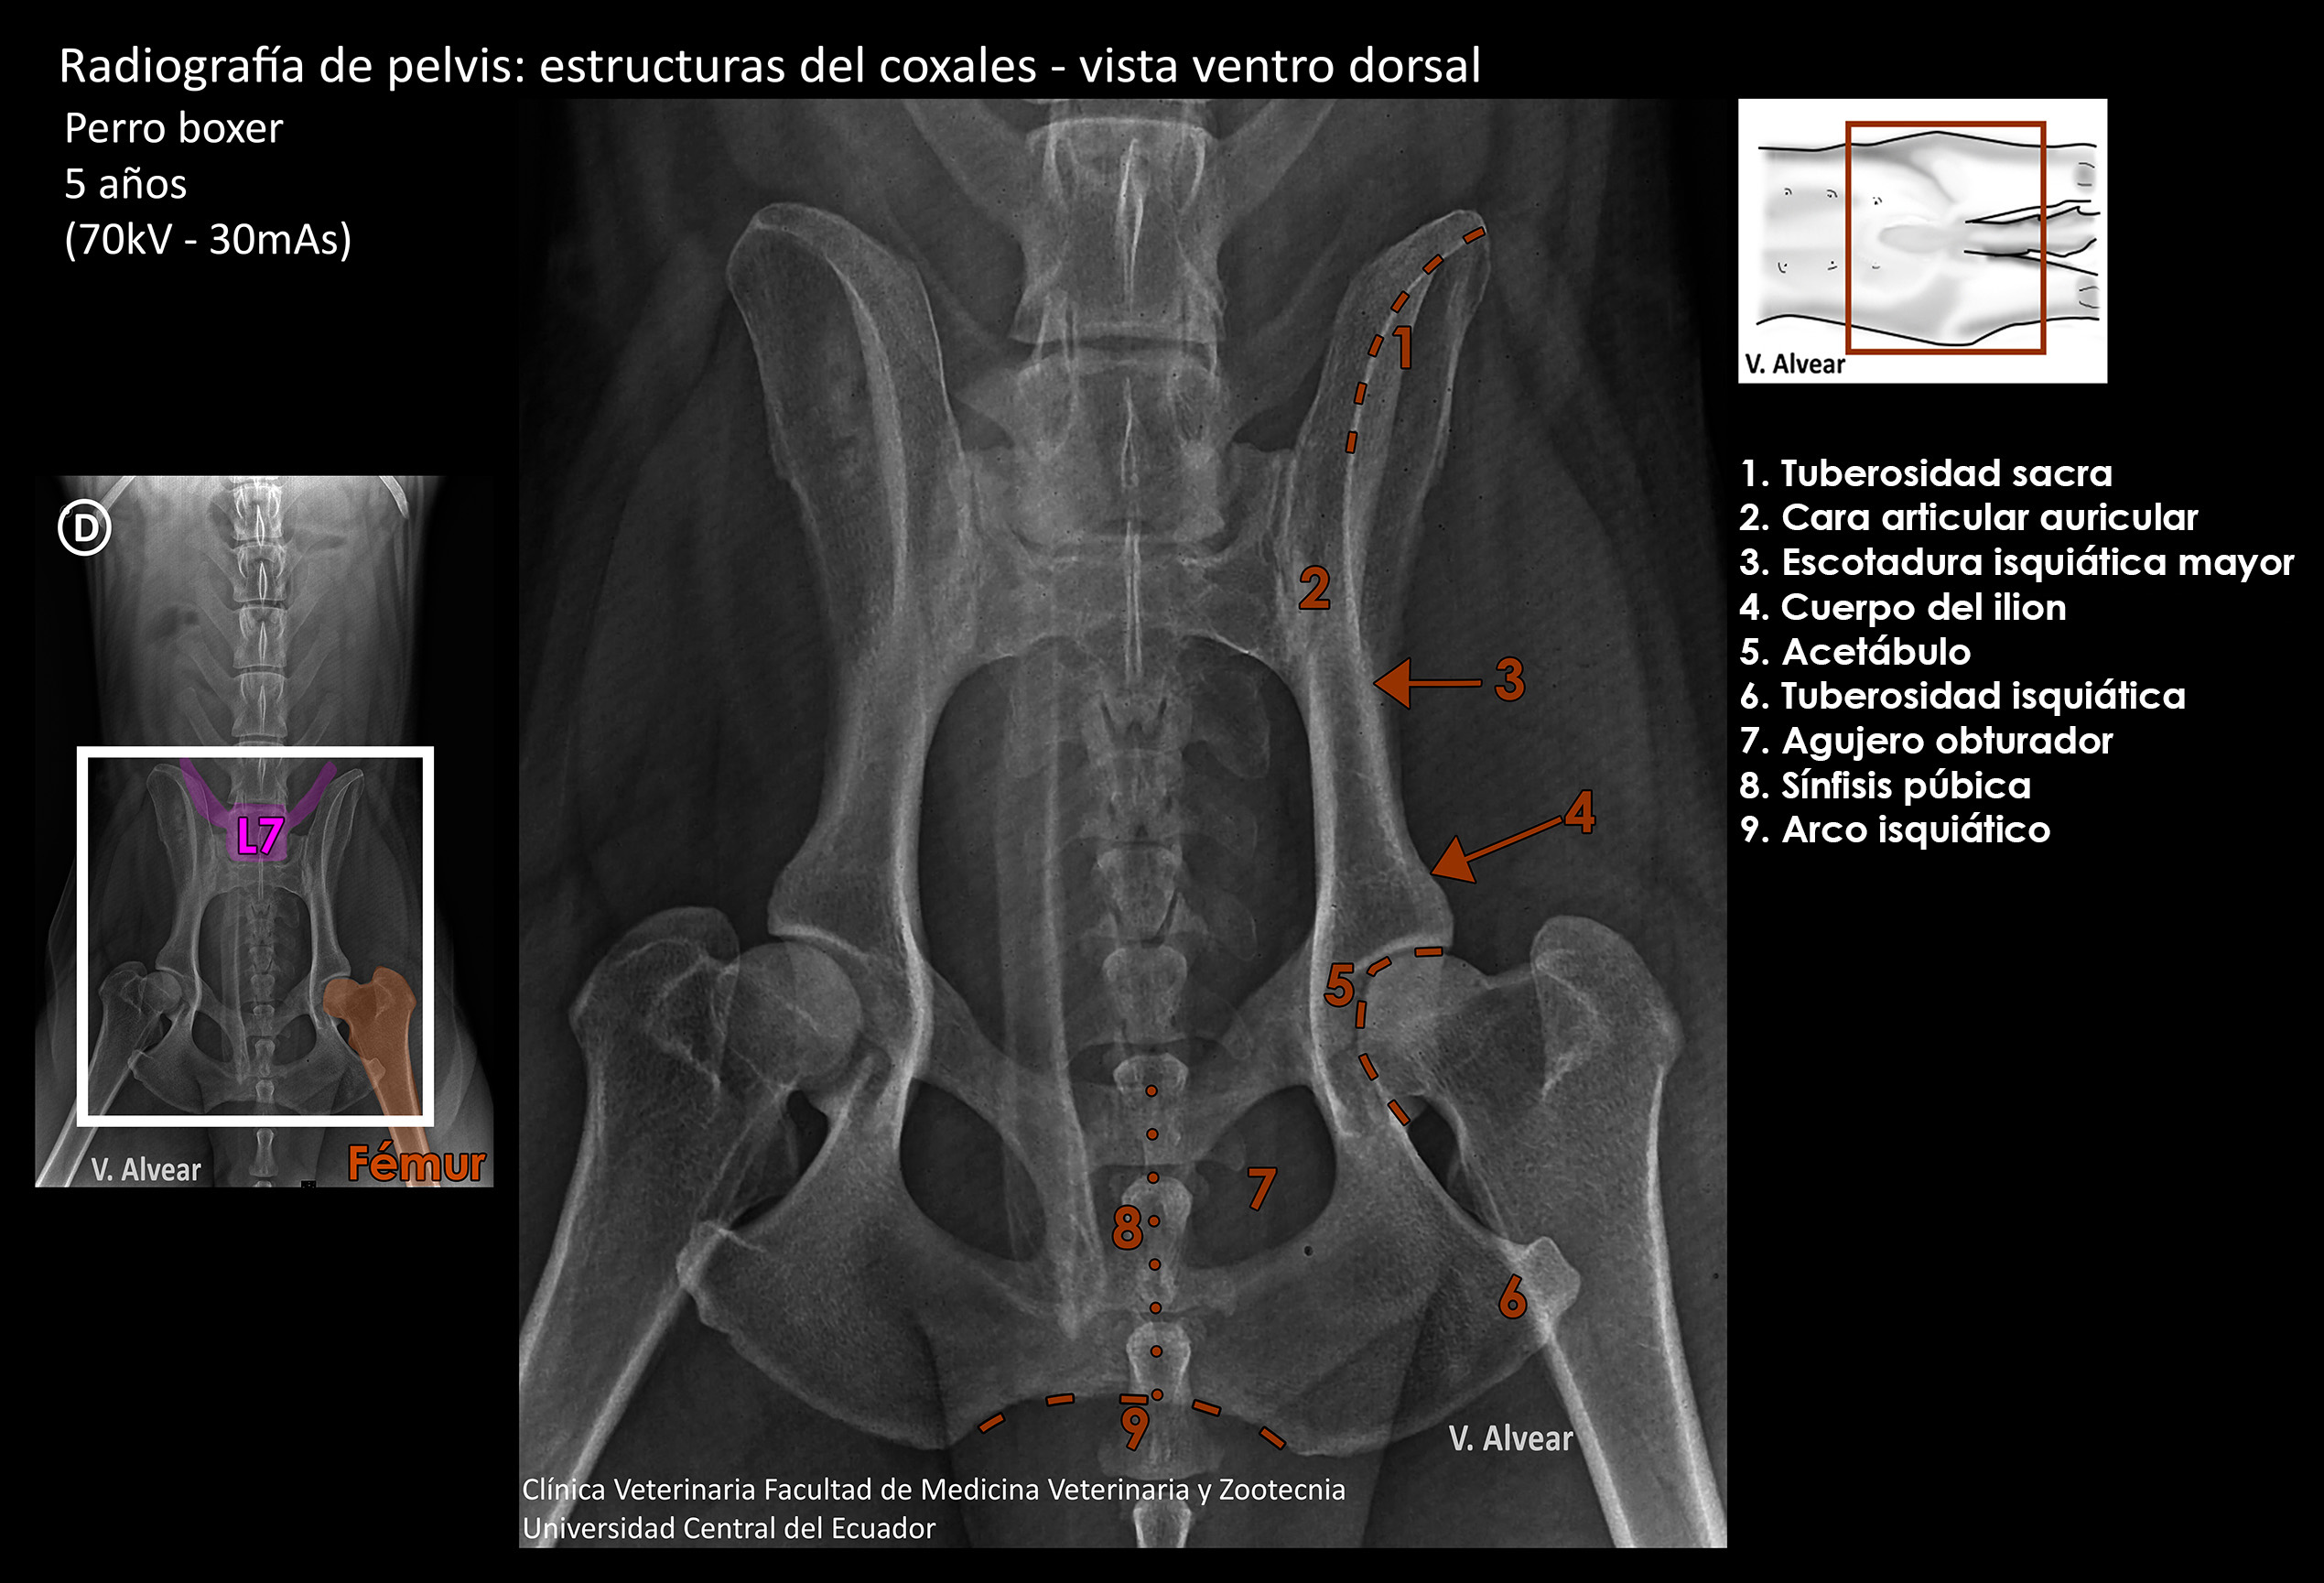 Radiografía de pelvis: estructuras del coxales - vista ventro dorsal
Perro boxer
5 años
(70kV - 30mAs)
D
L7
Fémur
V. Alvear
1
2
3
4
5
6
7
8
9
V. Alvear
Clínica Veterinaria Facultad de Medicina Veterinaria y Zootecnia
Universidad Central del Ecuador
V. Alvear
1. Tuberosidad sacra
2. Cara articular auricular
3. Escotadura isquiática mayor
4. Cuerpo del ilion
5. Acetábulo
6. Tuberosidad isquiática
7. Agujero obturador
8. Sínfisis púbica
9. Arco isquiático